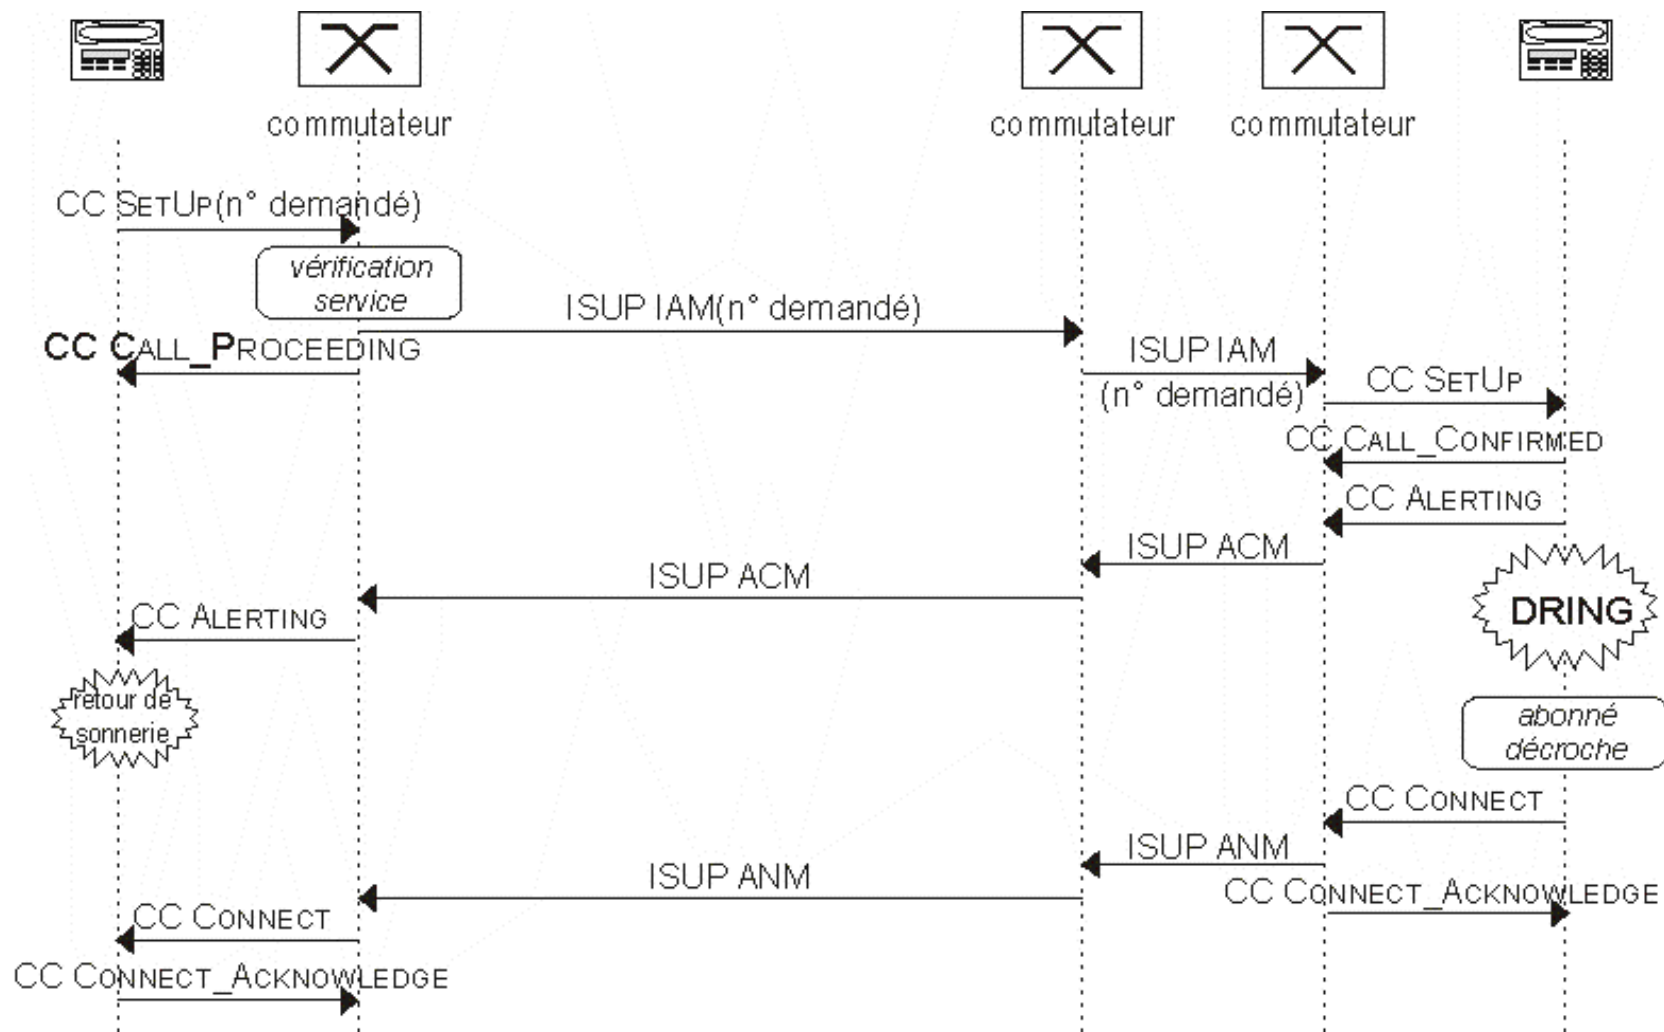 commutateur
commutateur
commutateur
CC SETUP(n° demandé)
vérification
service
ISUP IAM(n° demandé)
CC CALL_PROCEEDING
ISUP IAM
(n° demandé)
CC SETUP
CC CALL_CONFIRMED
CC ALERTING
ISUP ACM
ISUP ACM
CC ALERTING
DRING
retour de
sonnerie
abonné
décroche
CC CONNECT
ISUP ANM
ISUP ANM
CC CONNECT_ACKNOWLEDGE
CC CONNECT
CC CONNECT_ACKNOWLEDGE